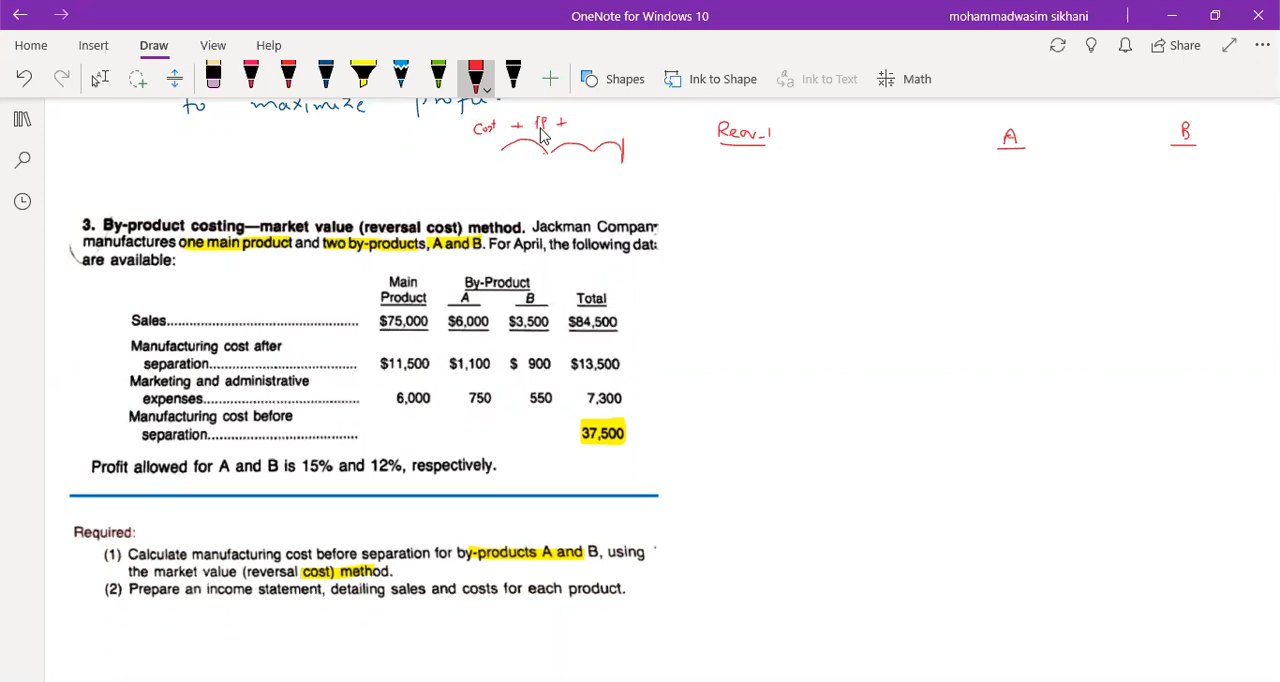 OneNote for Windows 10
mohammadwasim sikhani
Home Insert Draw View Help
Share
Shapes Ink to Shape Ink to Text Math
to maximize
Cost + FP +
A B
3. By-product costing—market value (reversal cost) method. Jackman Company
manufactures one main product and two by-products, A and B. For April, the following data
are available:
Main By-Product
Product A B Total
Sales.......................................................... $75,000 $6,000 $3,500 $84,500
Manufacturing cost after
separation.................................................. $11,500 $1,100 $ 900 $13,500
Marketing and administrative
expenses.................................................... 6,000 750 550 7,300
Manufacturing cost before
separation.................................................. 37,500
Profit allowed for A and B is 15% and 12%, respectively.
Required:
(1) Calculate manufacturing cost before separation for by-products A and B, using
the market value (reversal cost) method.
(2) Prepare an income statement, detailing sales and costs for each product.